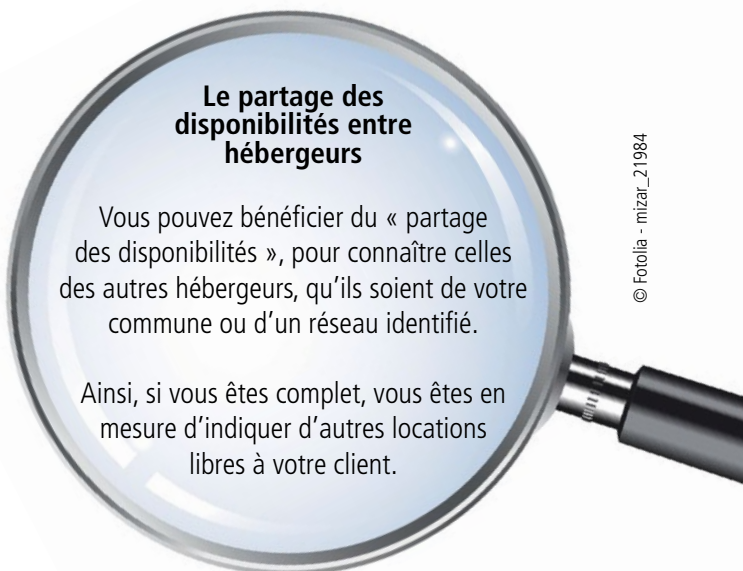 Le partage des
disponibilités entre
hébergeurs
Vous pouvez bénéficier du « partage
des disponibilités », pour connaître celles
des autres hébergeurs, qu’ils soient de votre
commune ou d’un réseau identifié.
Ainsi, si vous êtes complet, vous êtes en
mesure d’indiquer d’autres locations
libres à votre client.
© Fotolia - mizar_21984